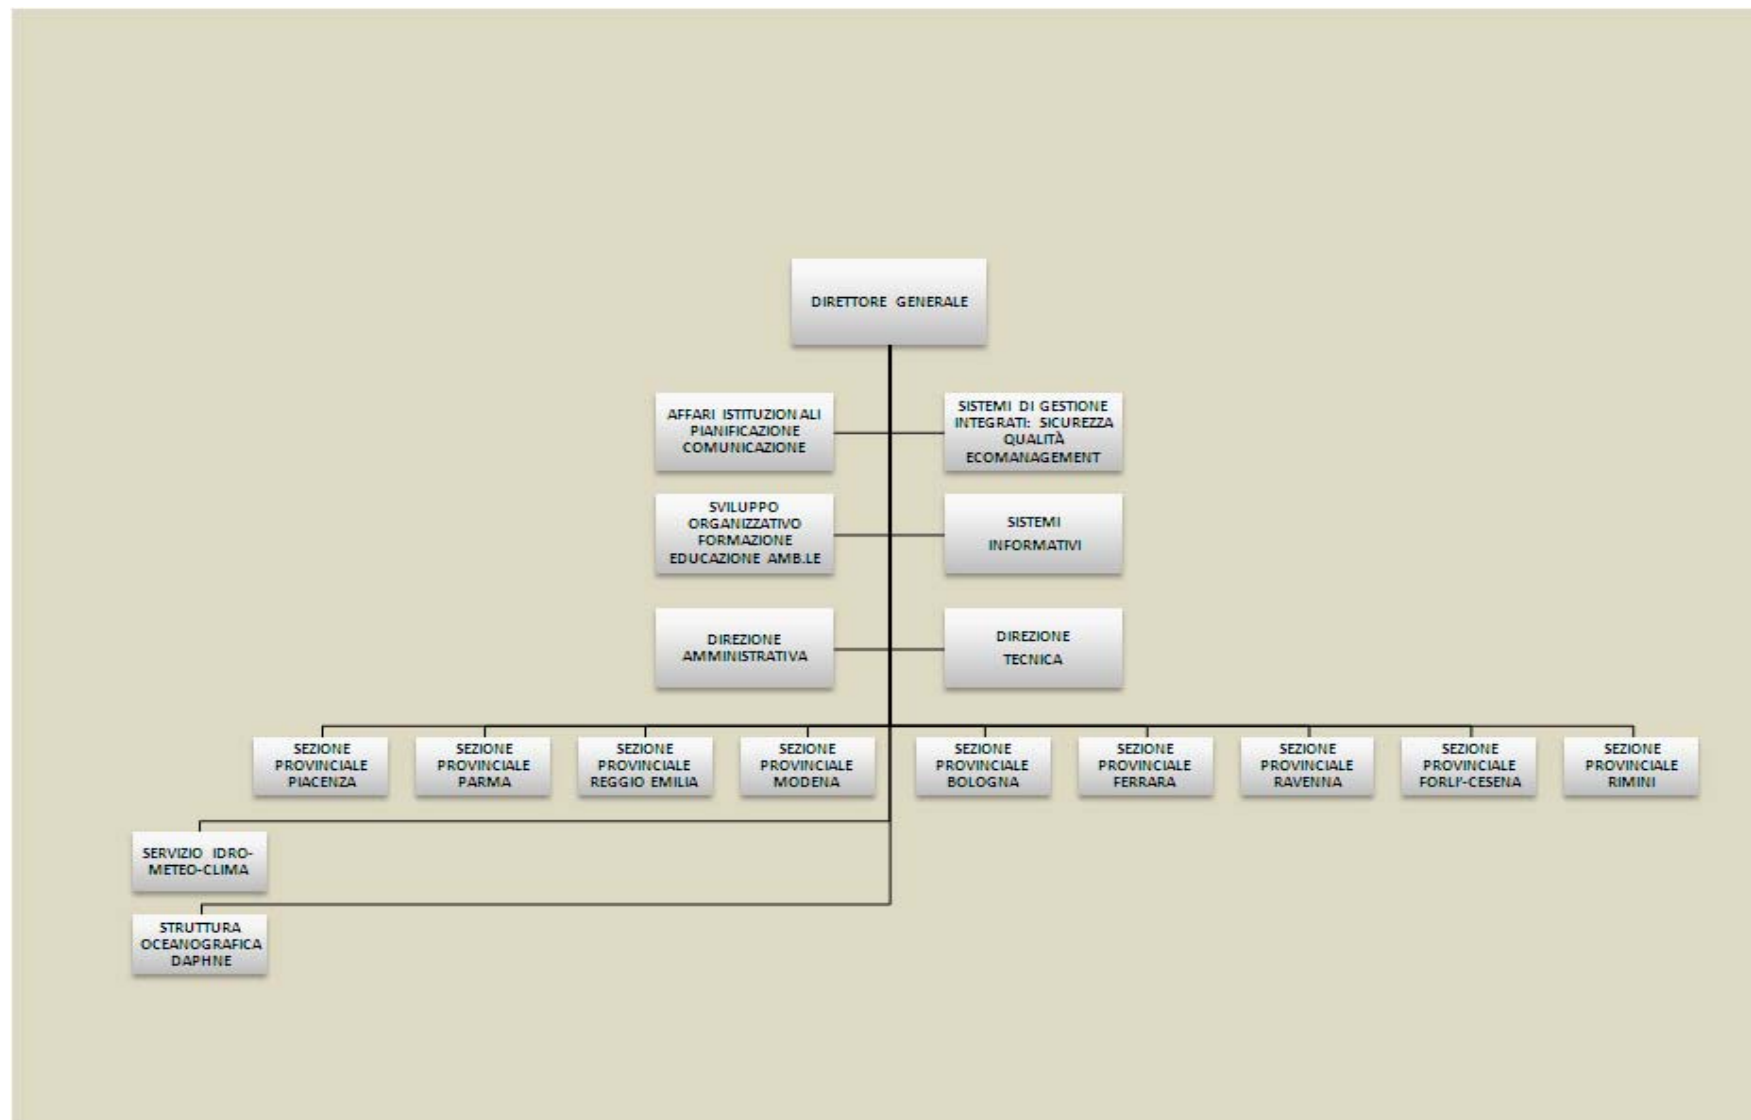 DIRETTORE GENERALE
AFFARI ISTITUZIONALI
PIANIFICAZIONE
COMUNICAZIONE
SISTEMI DI GESTIONE
INTEGRATI: SICUREZZA
QUALITÀ
ECOMANAGEMENT
SVILUPPO
ORGANIZZATIVO
FORMAZIONE
EDUCAZIONE AMB.LE
SISTEMI
INFORMATIVI
DIREZIONE
AMMINISTRATIVA
DIREZIONE
TECNICA
SEZIONE
PROVINCIALE
PIACENZA
SEZIONE
PROVINCIALE
PARMA
SEZIONE
PROVINCIALE
REGGIO EMILIA
SEZIONE
PROVINCIALE
MODENA
SEZIONE
PROVINCIALE
BOLOGNA
SEZIONE
PROVINCIALE
FERRARA
SEZIONE
PROVINCIALE
RAVENNA
SEZIONE
PROVINCIALE
FORLI'-CESENA
SEZIONE
PROVINCIALE
RIMINI
SERVIZIO IDRO-
METEO-CLIMA
STRUTTURA
OCEANOGRAFICA
DAPHNE